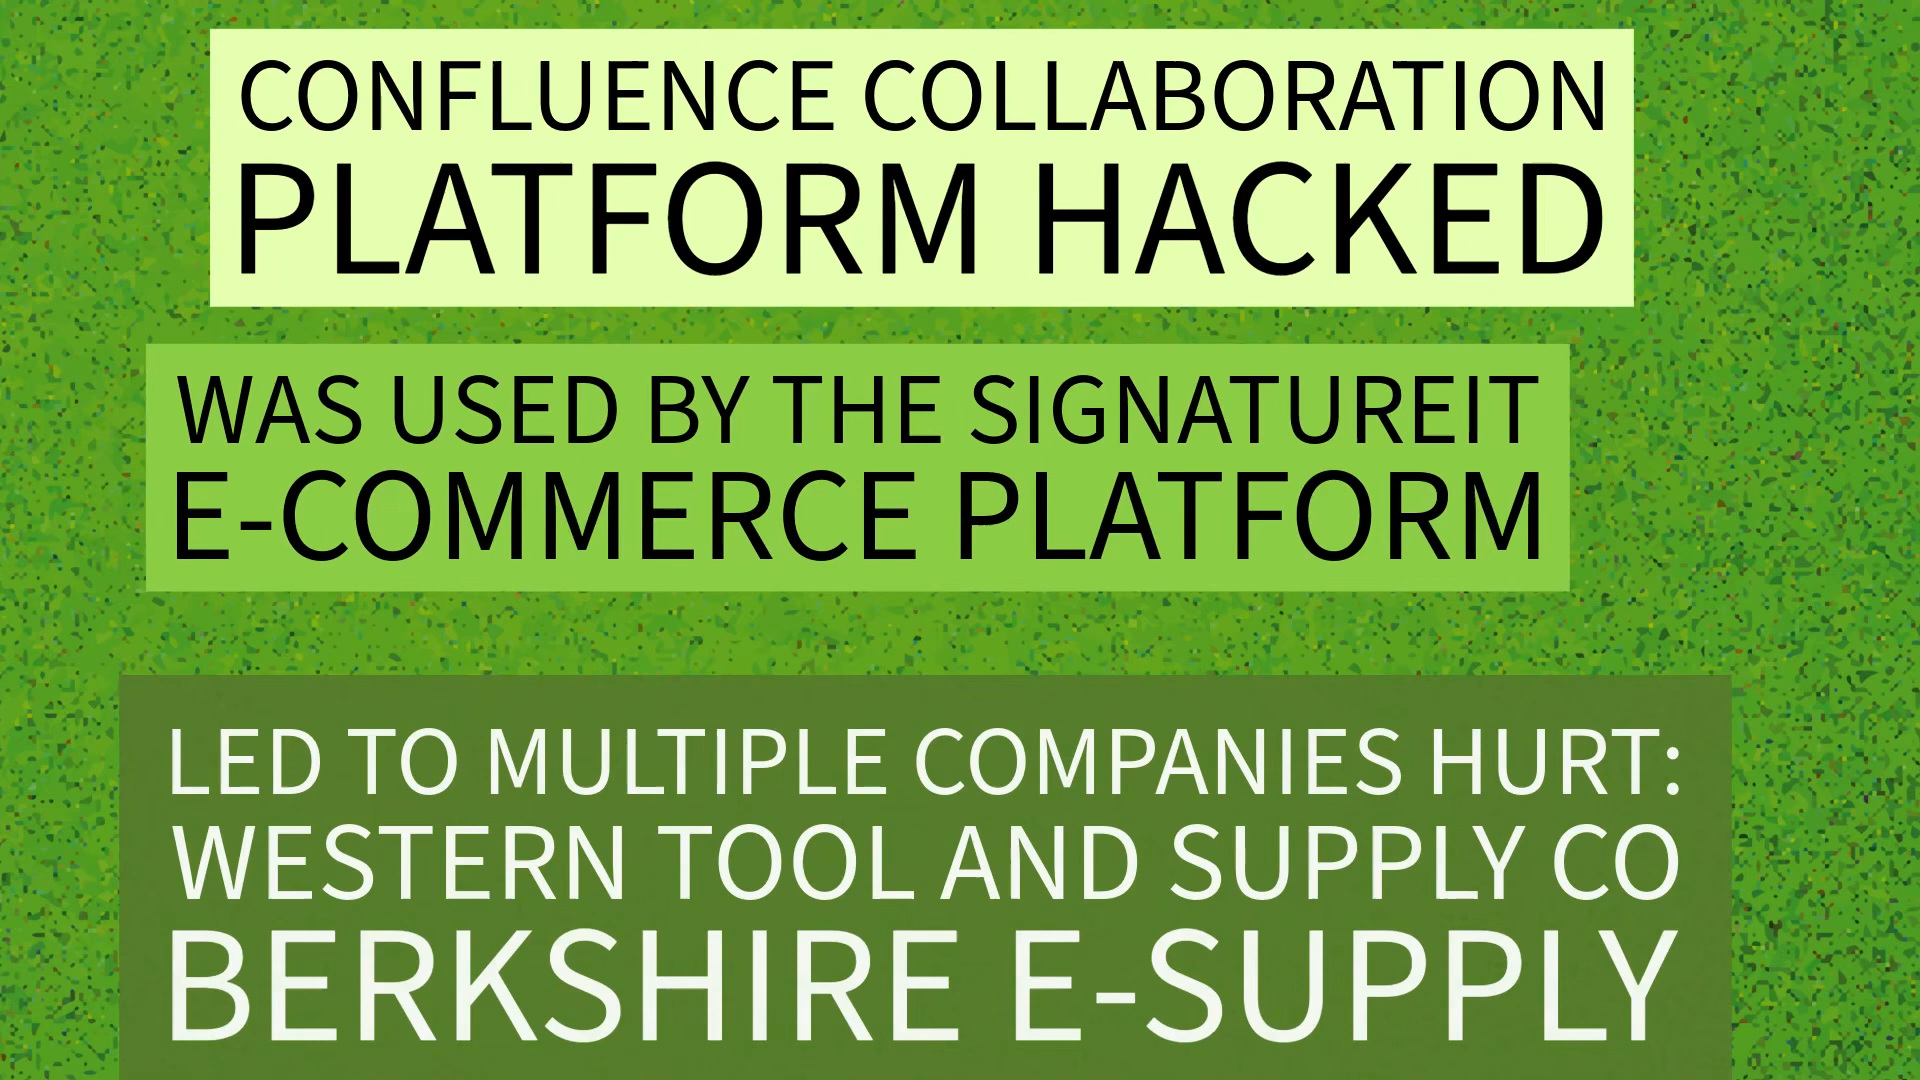 CONFLUENCE COLLABORATION
PLATFORM HACKED
WAS USED BY THE SIGNATUREIT
E-COMMERCE PLATFORM
LED TO MULTIPLE COMPANIES HURT:
WESTERN TOOL AND SUPPLY CO
BERKSHIRE E-SUPPLY